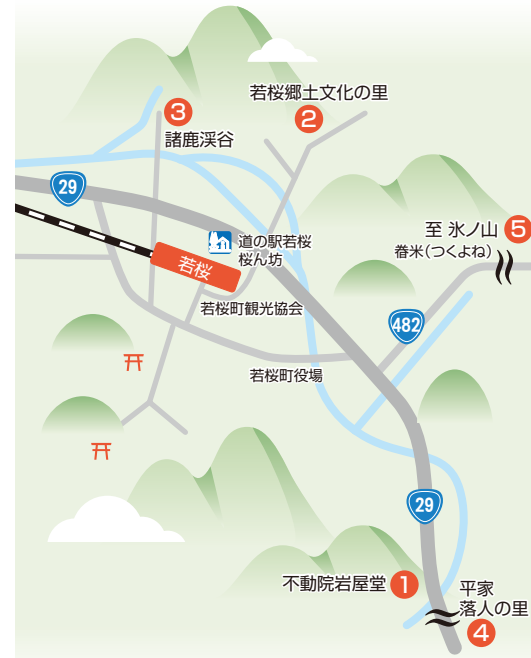 若桜郷土文化の里
2
3
諸鹿渓谷
29
至 氷ノ山 5
舂米(つくよね)
道の駅若桜
桜ん坊
若桜
若桜町観光協会
482
若桜町役場
29
不動院岩屋堂 1
平家
落人の里
4